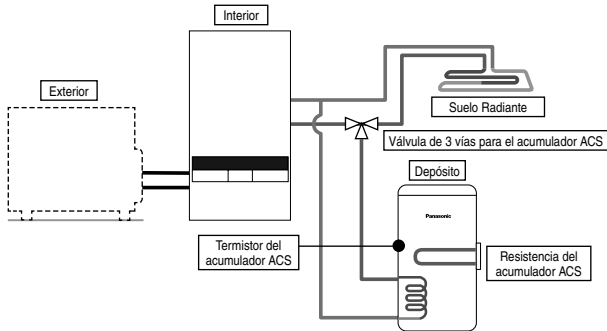 Interior
Exterior
Suelo Radiante
Válvula de 3 vías para el acumulador ACS
Depósito
Panasonic
Termistor del
acumulador ACS
Resistencia del
acumulador ACS